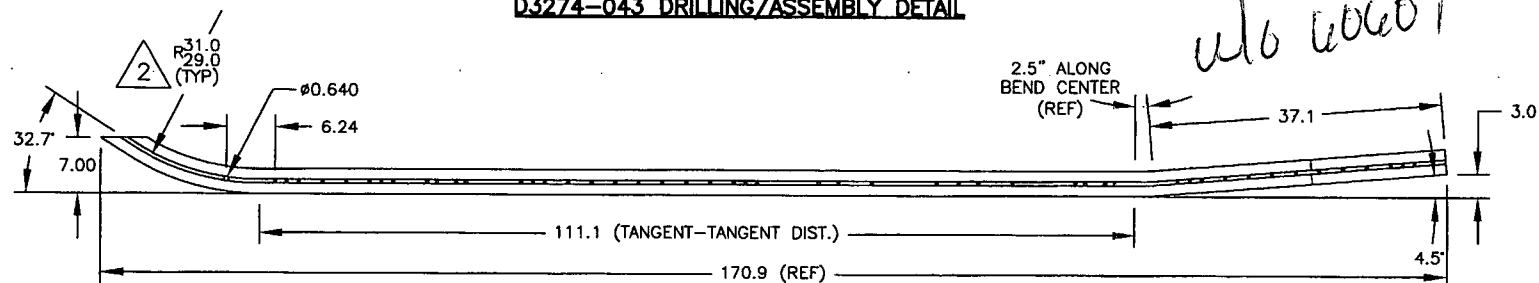 D3274-043 DRILLING/ASSEMBLY DETAIL
2
R31.0
29.0
(TYP)
ø0.640
6.24
32.7°
7.00
2.5" ALONG
BEND CENTER
(REF)
37.1
3.0
111.1 (TANGENT-TANGENT DIST.)
4.5°
170.9 (REF)